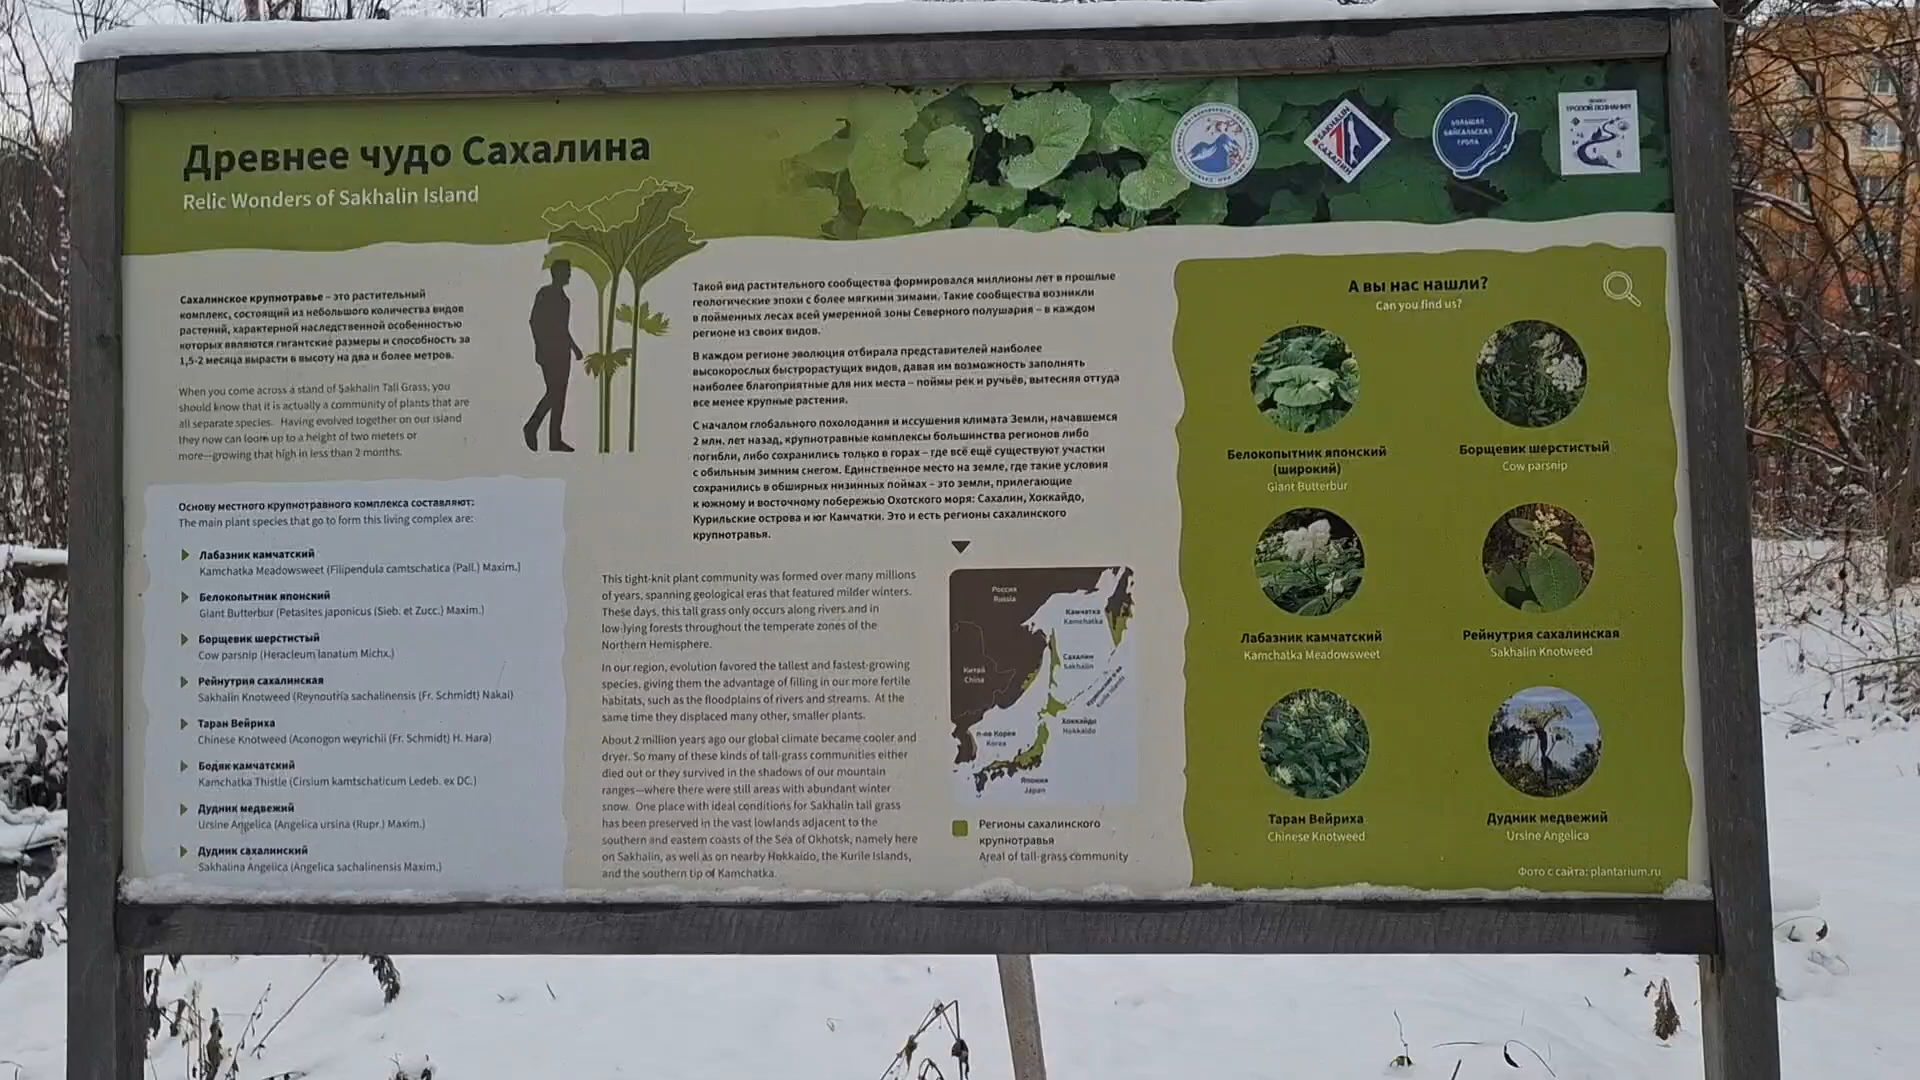 Древнее чудо Сахалина
Relic Wonders of Sakhalin Island
SAKHALIN
САХАЛИН
БОЛЬШАЯ
БАЙКАЛЬСКАЯ
ТРОПА
ТРОПОЙ ПОЗНАНИЯ
Сахалинское крупнотравье – это растительный
комплекс, состоящий из небольшого количества видов
растений, характерной наследственной особенностью
которых являются гигантские размеры и способность за
1,5-2 месяца вырасти в высоту на два и более метров.
When you come across a stand of Sakhalin Tall Grass, you
should know that it is actually a community of plants that are
all separate species. Having evolved together on our island
they now can loom up to a height of two meters or
more—growing that high in less than 2 months.
Основу местного крупнотравного комплекса составляют:
The main plant species that go to form this living complex are:
Лабазник камчатский
Kamchatka Meadowsweet (Filipendula camtschatica (Pall.) Maxim.]
Белокопытник японский
Giant Butterbur (Petasites japonicus (Sieb. et Zucc.) Maxim.)
Борщевик шерстистый
Cow parsnip (Heracleum lanatum Michx.)
Рейнутрия сахалинская
Sakhalin Knotweed (Reynoutria sachalinensis (Fr. Schmidt) Nakai)
Таран Вейриха
Chinese Knotweed (Aconogon weyrichii (Fr. Schmidt) H. Hara)
Бодяк камчатский
Kamchatka Thistle (Cirsium kamtschaticum Ledeb. ex DC.)
Дудник медвежий
Ursine Angelica (Angelica ursina (Rupr.) Maxim.)
Дудник сахалинский
Sakhalina Angelica (Angelica sachalinensis Maxim.)
Такой вид растительного сообщества формировался миллионы лет в прошлые
геологические эпохи с более мягкими зимами. Такие сообщества возникли
в пойменных лесах всей умеренной зоны Северного полушария – в каждом
регионе из своих видов.
В каждом регионе эволюция отбирала представителей наиболее
высокорослых быстрорастущих видов, давая им возможность заполнять
наиболее благоприятные для них места – поймы рек и ручьёв, вытесняя оттуда
все менее крупные растения.
С началом глобального похолодания и иссушения климата Земли, начавшемся
2 млн. лет назад, крупнотравные комплексы большинства регионов либо
погибли, либо сохранились только в горах – где всё ещё существуют участки
с обильным зимним снегом. Единственное место на земле, где такие условия
сохранились в обширных низинных поймах – это земли, прилегающие
к южному и восточному побережью Охотского моря: Сахалин, Хоккайдо,
Курильские острова и юг Камчатки. Это и есть регионы сахалинского
крупнотравья.
This tight-knit plant community was formed over many millions
of years, spanning geological eras that featured milder winters.
These days, this tall grass only occurs along rivers and in
low-lying forests throughout the temperate zones of the
Northern Hemisphere.
In our region, evolution favored the tallest and fastest-growing
species, giving them the advantage of filling in our more fertile
habitats, such as the floodplains of rivers and streams. At the
same time they displaced many other, smaller plants.
About 2 million years ago our global climate became cooler and
dryer. So many of these kinds of tall-grass communities either
died out or they survived in the shadows of our mountain
ranges—where there were still areas with abundant winter
snow. One place with ideal conditions for Sakhalin tall grass
has been preserved in the vast lowlands adjacent to the
southern and eastern coasts of the Sea of Okhotsk, namely here
on Sakhalin, as well as on nearby Hokkaido, the Kurile Islands,
and the southern tip of Kamchatka.
Россия
Russia
Камчатка
Kamchatka
Сахалин
Sakhalin
Китай
China
Курильские о-ва
Kurile Islands
Хоккайдо
Hokkaido
п-ов Корея
Korea
Япония
Japan
Регионы сахалинского
крупнотравья
Areal of tall-grass community
А вы нас нашли?
Can you find us?
Белокопытник японский
(широкий)
Giant Butterbur
Борщевик шерстистый
Cow parsnip
Лабазник камчатский
Kamchatka Meadowsweet
Рейнутрия сахалинская
Sakhalin Knotweed
Таран Вейриха
Chinese Knotweed
Дудник медвежий
Ursine Angelica
Фото с сайта: plantarium.ru